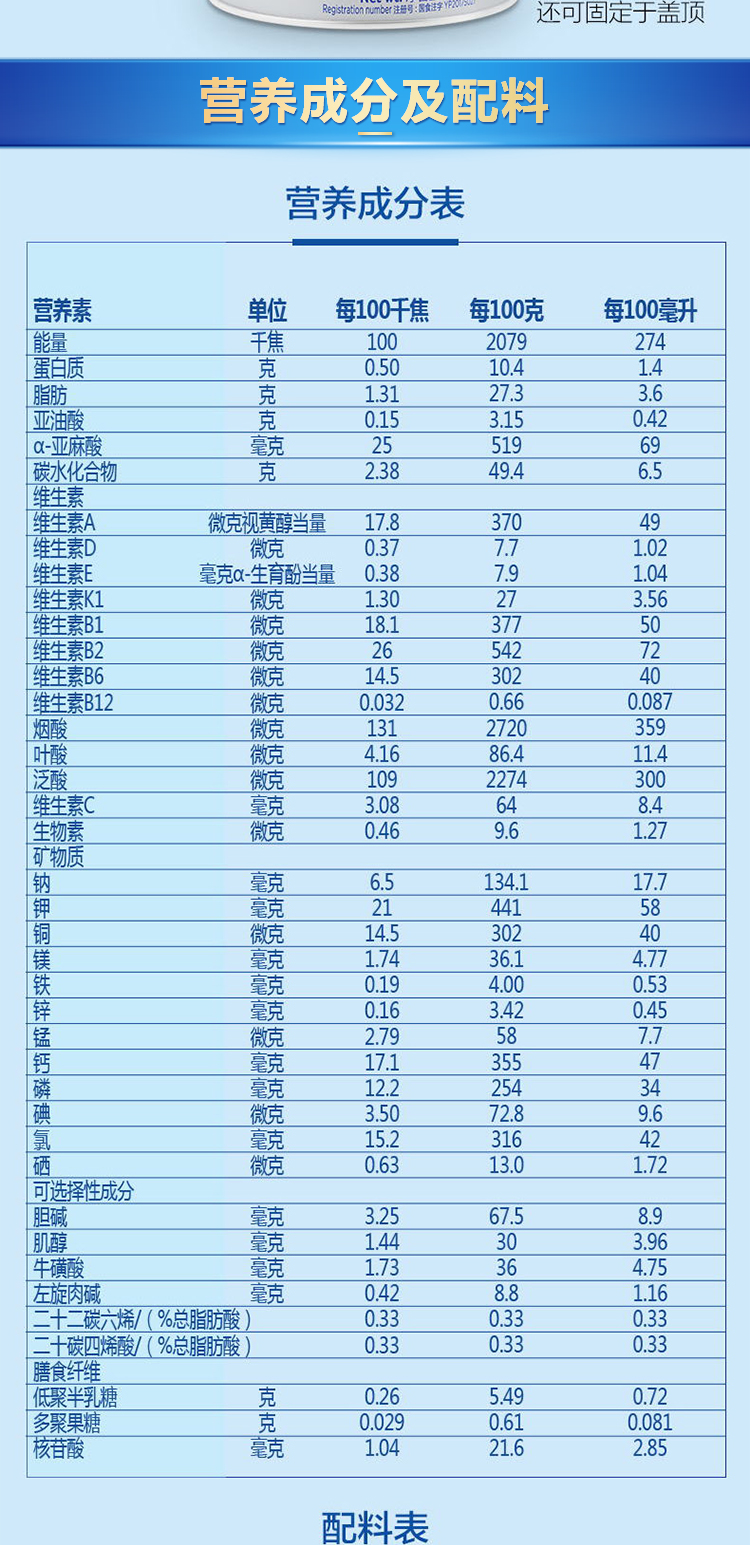 还可固定于盖顶
Registration number 注册号：国食注字
营养成分及配料
营养成分表
营养素 单位 每100千焦 每100克 每100毫升
能量 千焦 100 2079 274
蛋白质 克 0.50 10.4 1.4
脂肪 克 1.31 27.3 3.6
亚油酸 克 0.15 3.15 0.42
α-亚麻酸 毫克 25 519 69
碳水化合物 克 2.38 49.4 6.5
维生素
维生素A 微克视黄醇当量 17.8 370 49
维生素D 微克 0.37 7.7 1.02
维生素E 毫克α-生育酚当量 0.38 7.9 1.04
维生素K1 微克 1.30 27 3.56
维生素B1 微克 18.1 377 50
维生素B2 微克 26 542 72
维生素B6 微克 14.5 302 40
维生素B12 微克 0.032 0.66 0.087
烟酸 微克 131 2720 359
叶酸 微克 4.16 86.4 11.4
泛酸 微克 109 2274 300
维生素C 毫克 3.08 64 8.4
生物素 微克 0.46 9.6 1.27
矿物质
钠 毫克 6.5 134.1 17.7
钾 毫克 21 441 58
铜 微克 14.5 302 40
镁 毫克 1.74 36.1 4.77
铁 毫克 0.19 4.00 0.53
锌 毫克 0.16 3.42 0.45
锰 微克 2.79 58 7.7
钙 毫克 17.1 355 47
磷 毫克 12.2 254 34
碘 微克 3.50 72.8 9.6
氯 毫克 15.2 316 42
硒 微克 0.63 13.0 1.72
可选择性成分
胆碱 毫克 3.25 67.5 8.9
肌醇 毫克 1.44 30 3.96
牛磺酸 毫克 1.73 36 4.75
左旋肉碱 毫克 0.42 8.8 1.16
二十二碳六烯/（%总脂肪酸） 0.33 0.33 0.33
二十碳四烯酸/（%总脂肪酸） 0.33 0.33 0.33
膳食纤维
低聚半乳糖 克 0.26 5.49 0.72
多聚果糖 克 0.029 0.61 0.081
核苷酸 毫克 1.04 21.6 2.85
配料表